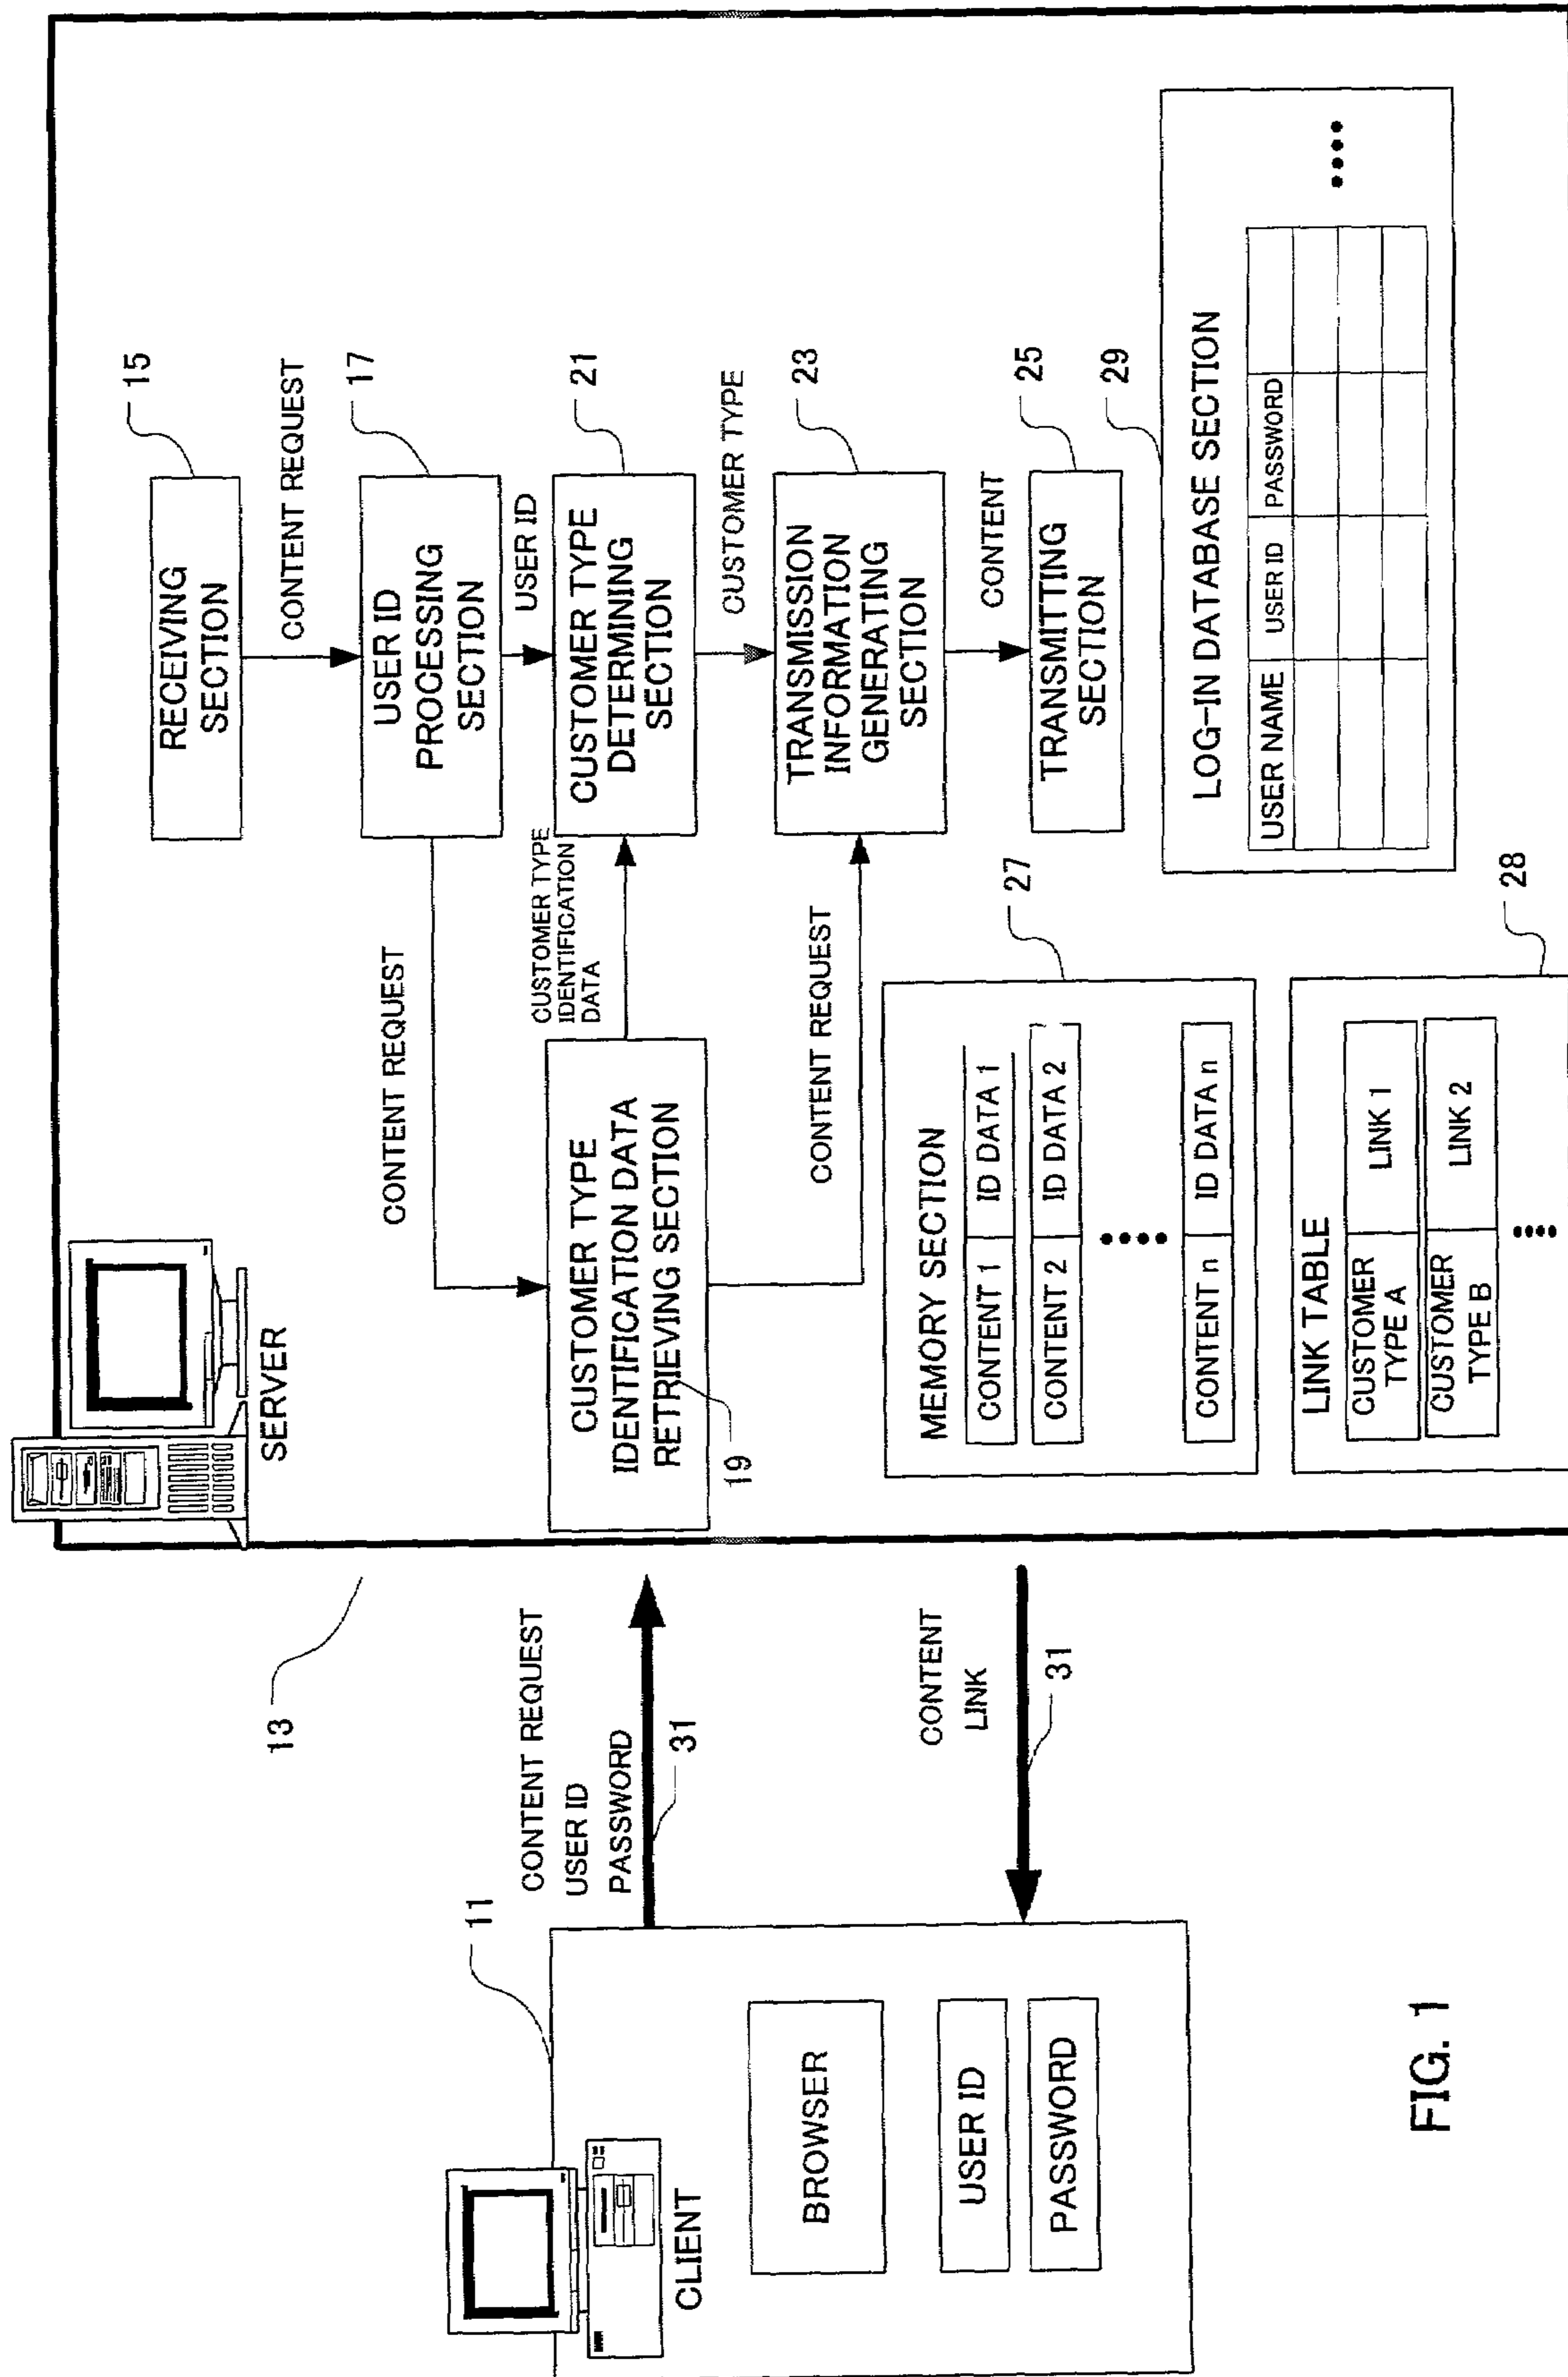 11
CLIENT
BROWSER
USER ID
PASSWORD
CONTENT REQUEST
USER ID
PASSWORD
31
CONTENT
LINK
31
13
SERVER
RECEIVING
SECTION
15
CONTENT REQUEST
USER ID
PROCESSING
SECTION
17
CONTENT REQUEST
USER ID
CUSTOMER TYPE
IDENTIFICATION DATA
RETRIEVING SECTION
19
CUSTOMER TYPE
IDENTIFICATION
DATA
CUSTOMER TYPE
DETERMINING
SECTION
21
CUSTOMER TYPE
CONTENT REQUEST
TRANSMISSION
INFORMATION
GENERATING
SECTION
23
CONTENT
TRANSMITTING
SECTION
25
MEMORY SECTION
27
CONTENT 1 ID DATA 1
CONTENT 2 ID DATA 2
••••
CONTENT n ID DATA n
LINK TABLE
28
CUSTOMER
TYPE A
LINK 1
CUSTOMER
TYPE B
LINK 2
••••
LOG-IN DATABASE SECTION
29
USER NAME USER ID PASSWORD
••••
FIG. 1